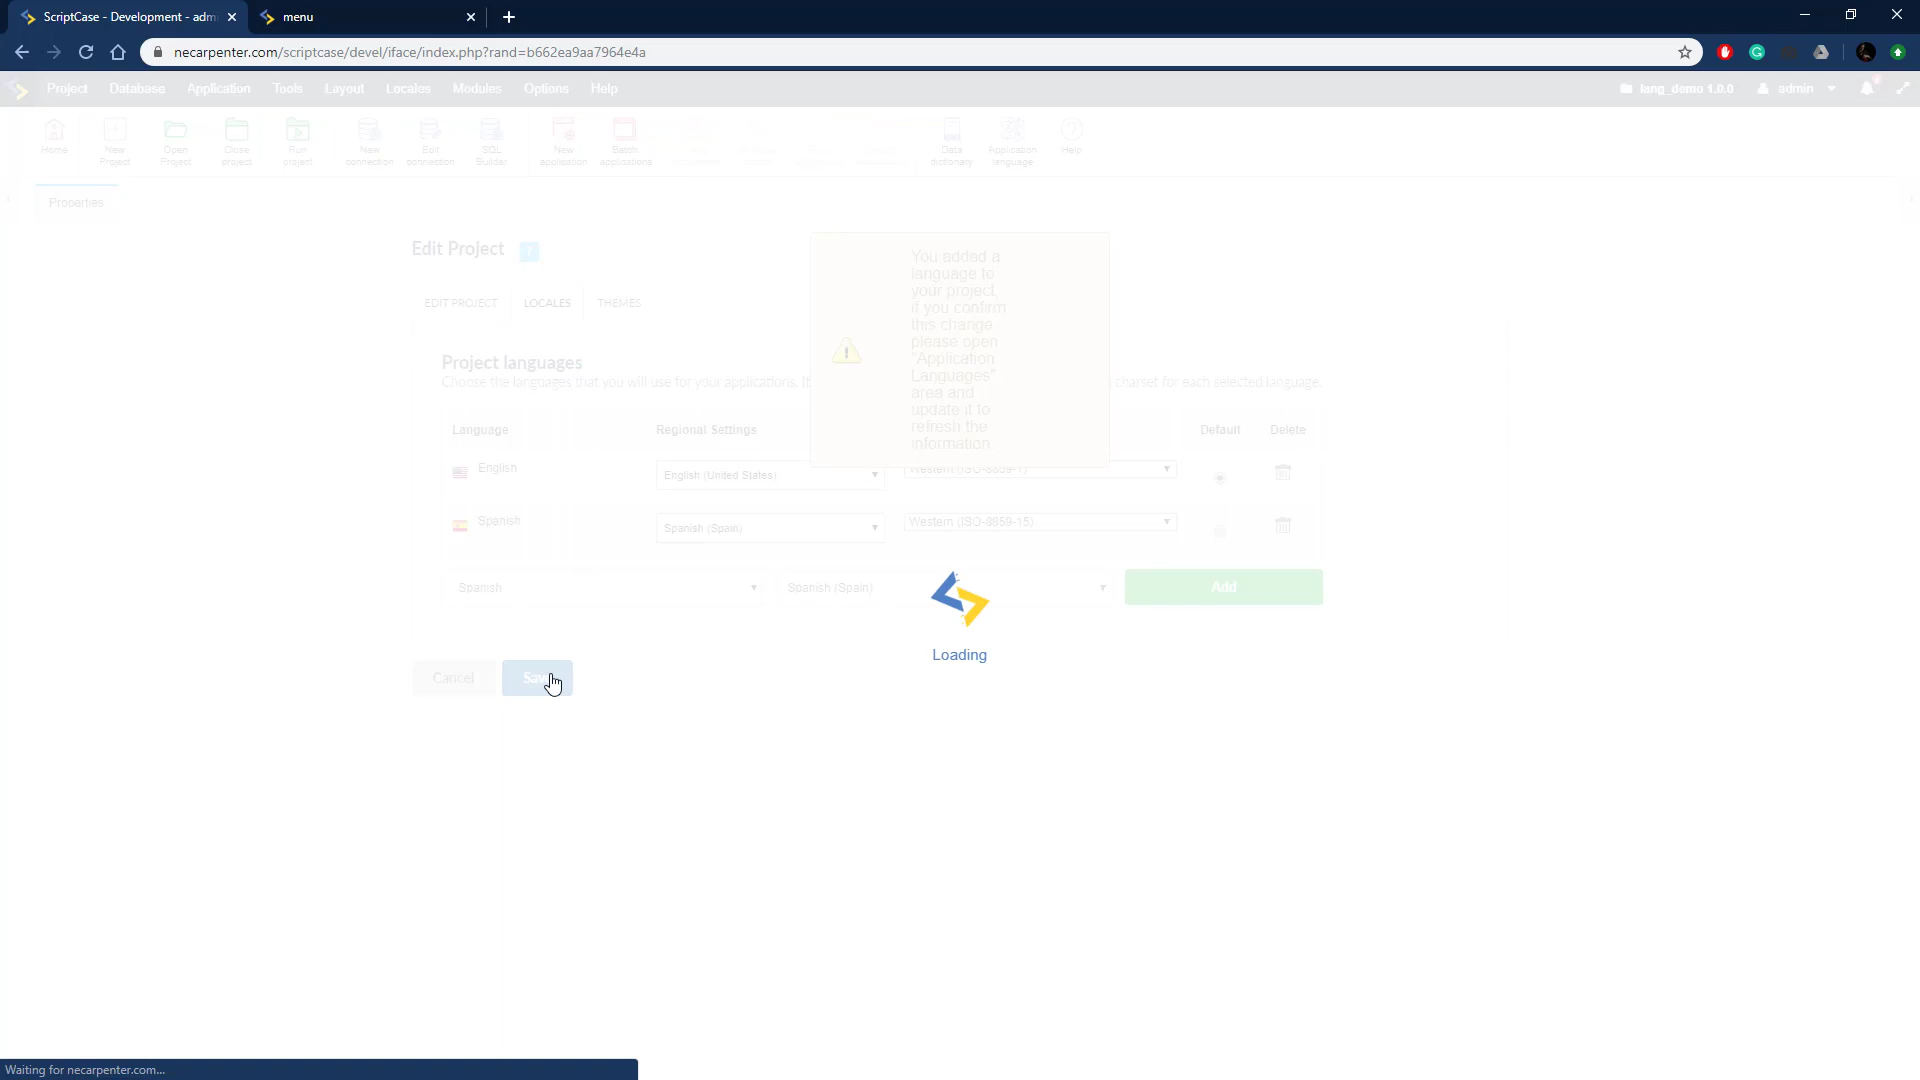 ScriptCase - Development - adm
menu
necarpenter.com/scriptcase/devel/iface/index.php?rand=b662ea9aa7964e4a
Project Database Application Tools Layout Locales Modules Options Help
lang_demo 1.0.0 admin
Home
New Project
Open Project
Close project
Run project
New connection
Edit connection
SQL Builder
New application
Batch applications
Data dictionary
Application language
Help
Properties
Edit Project ?
EDIT PROJECT LOCALES THEMES
You added a
language to
your project,
if you confirm
this change
please open
"Application
Languages"
area and
update it to
refresh the
information
Project languages
Choose the languages that you will use for your applications. charset for each selected language.
Language Regional Settings Default Delete
English English (United States) Western (ISO-8859-1)
Spanish Spanish (Spain) Western (ISO-8859-15)
Spanish Spanish (Spain) Add
Loading
Cancel Save
Waiting for necarpenter.com...